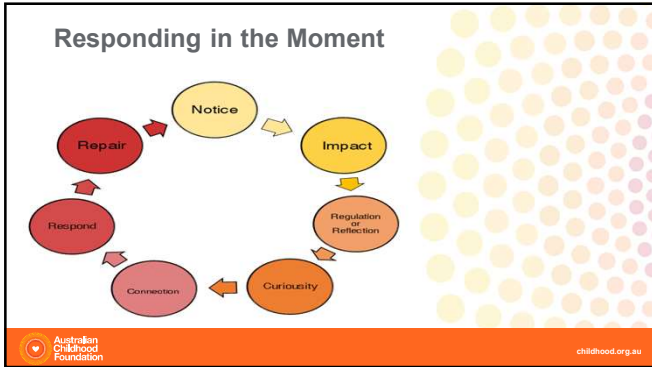 Responding in the Moment
Notice
Impact
Regulation
or
Reflection
Curiousity
Connection
Respond
Repair
Australian
Childhood
Foundation
childhood.org.au